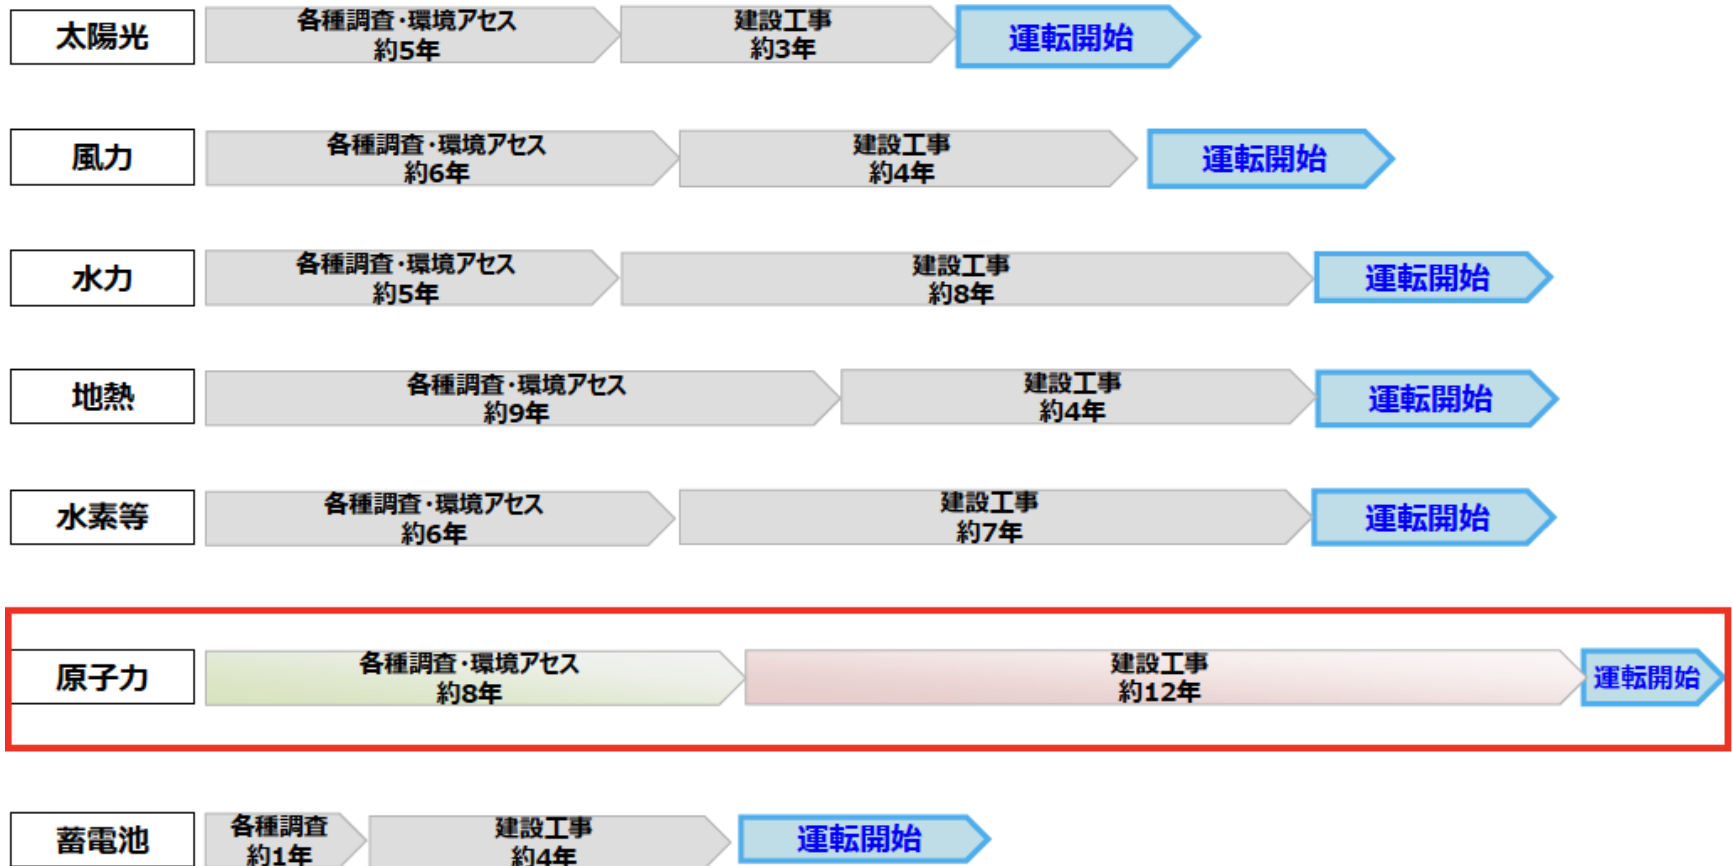 太陽光
各種調査・環境アセス
約5年
建設工事
約3年
運転開始
風力
各種調査・環境アセス
約6年
建設工事
約4年
運転開始
水力
各種調査・環境アセス
約5年
建設工事
約8年
運転開始
地熱
各種調査・環境アセス
約9年
建設工事
約4年
運転開始
水素等
各種調査・環境アセス
約6年
建設工事
約7年
運転開始
原子力
各種調査・環境アセス
約8年
建設工事
約12年
運転開始
蓄電池
各種調査
約1年
建設工事
約4年
運転開始